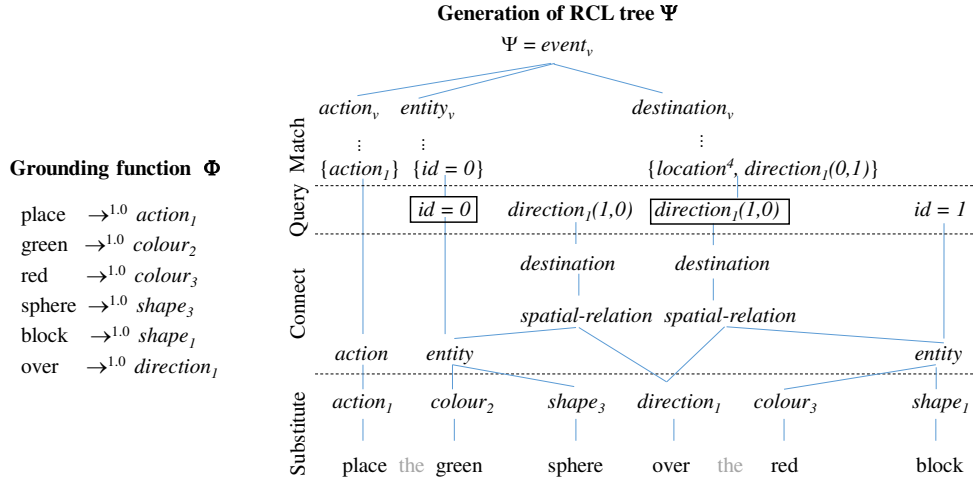 Generation of RCL tree Ψ
Ψ = event_v
action_v entity_v destination_v
⋮ ⋮ ⋮
Match
{action_1} {id = 0} {location^4, direction_1(0,1)}
Query
id = 0 direction_1(1,0) direction_1(1,0) id = 1
Connect
destination destination
spatial-relation spatial-relation
action entity entity
Substitute
action_1 colour_2 shape_3 direction_1 colour_3 shape_1
place the green sphere over the red block
Grounding function Φ
place →^1.0 action_1
green →^1.0 colour_2
red →^1.0 colour_3
sphere →^1.0 shape_3
block →^1.0 shape_1
over →^1.0 direction_1